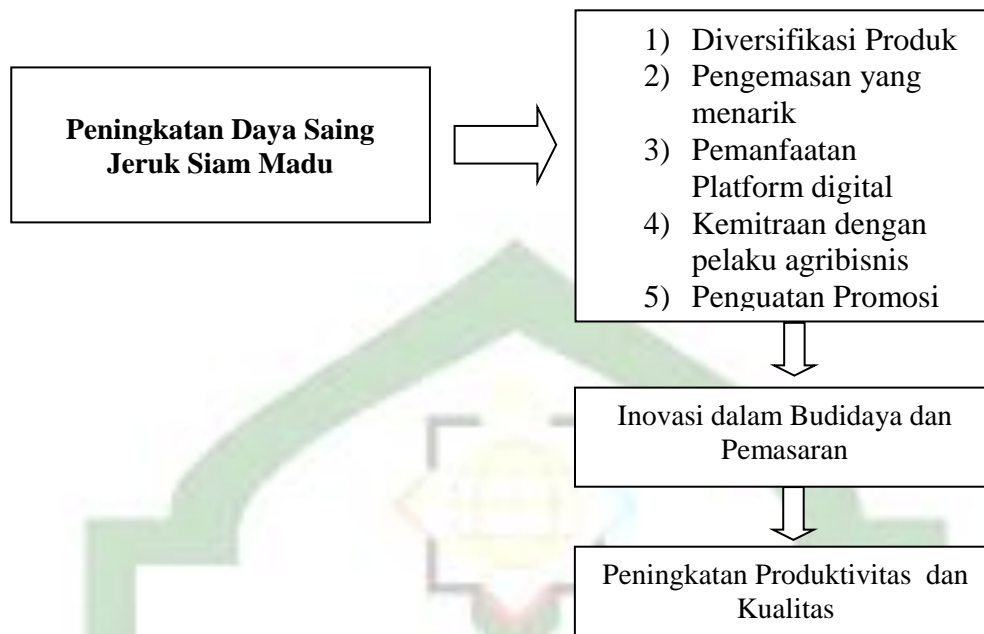 Peningkatan Daya Saing
Jeruk Siam Madu
1) Diversifikasi Produk
2) Pengemasan yang
menarik
3) Pemanfaatan
Platform digital
4) Kemitraan dengan
pelaku agribisnis
5) Penguatan Promosi
Inovasi dalam Budidaya dan
Pemasaran
Peningkatan Produktivitas dan
Kualitas